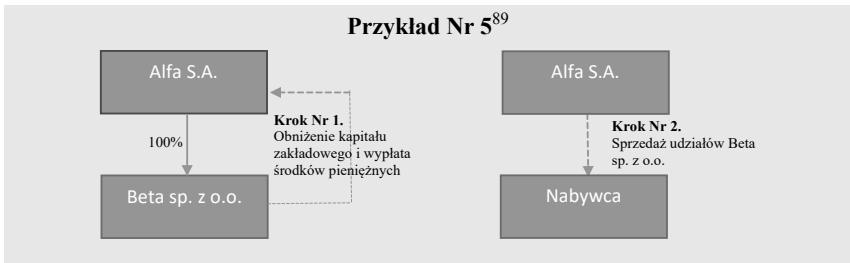 Przykład Nr 5⁸⁹
Alfa S.A.
100%
Beta sp. z o.o.
Krok Nr 1.
Obniżenie kapitału
zakładowego i wypłata
środków pieniężnych
Alfa S.A.
Krok Nr 2.
Sprzedaż udziałów Beta
sp. z o.o.
Nabywca